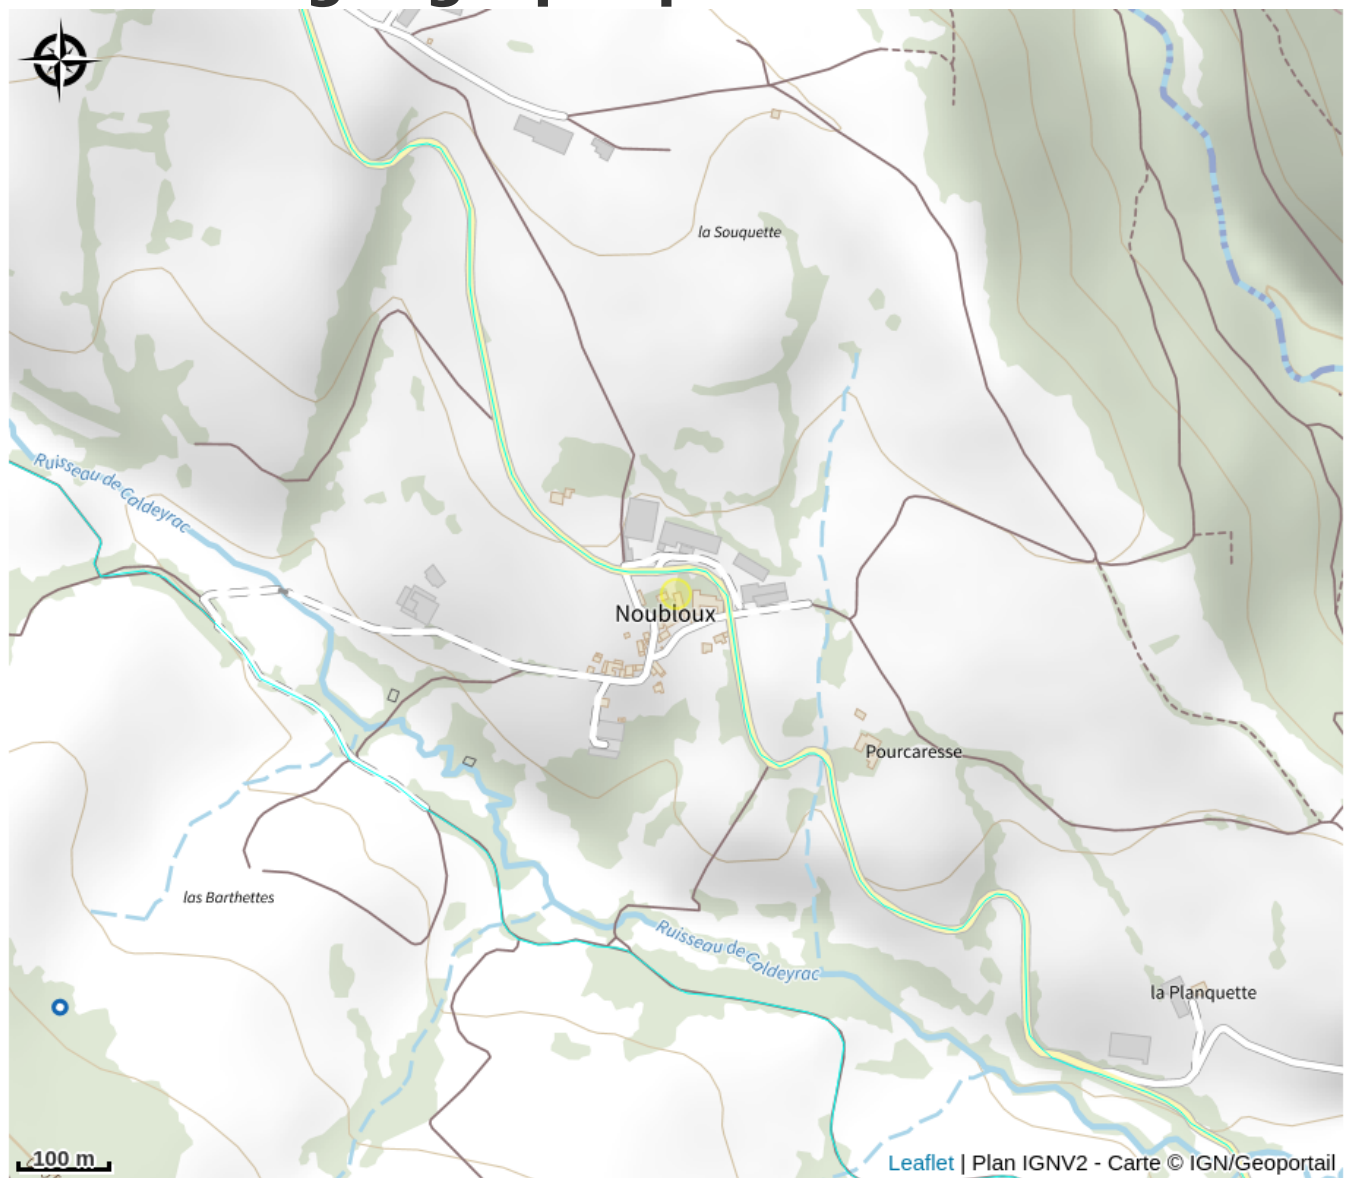 la Souquette
Ruisseau de Caldeyrac
Noubioux
Pourcaresse
las Barthettes
Ruisseau de Caldeyrac
la Planquette
100 m
Leaflet | Plan IGNV2 - Carte © IGN/Geoportail